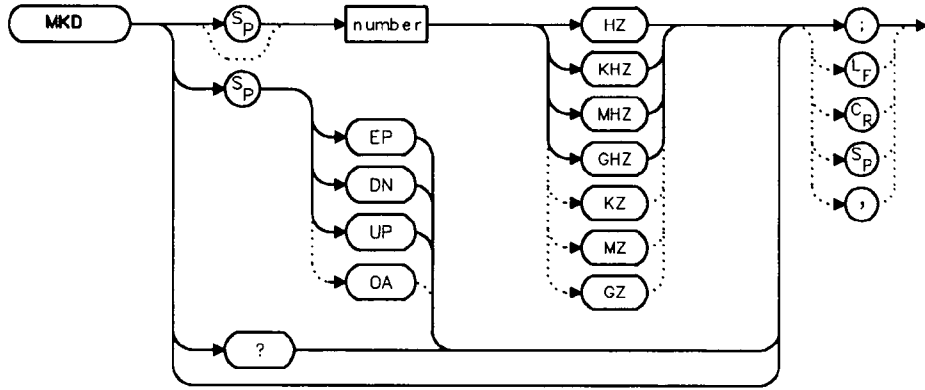 MKD
SP
number
HZ
;
KHZ
LF
SP
MHZ
CR
EP
GHZ
SP
DN
KZ
,
UP
MZ
OA
GZ
?